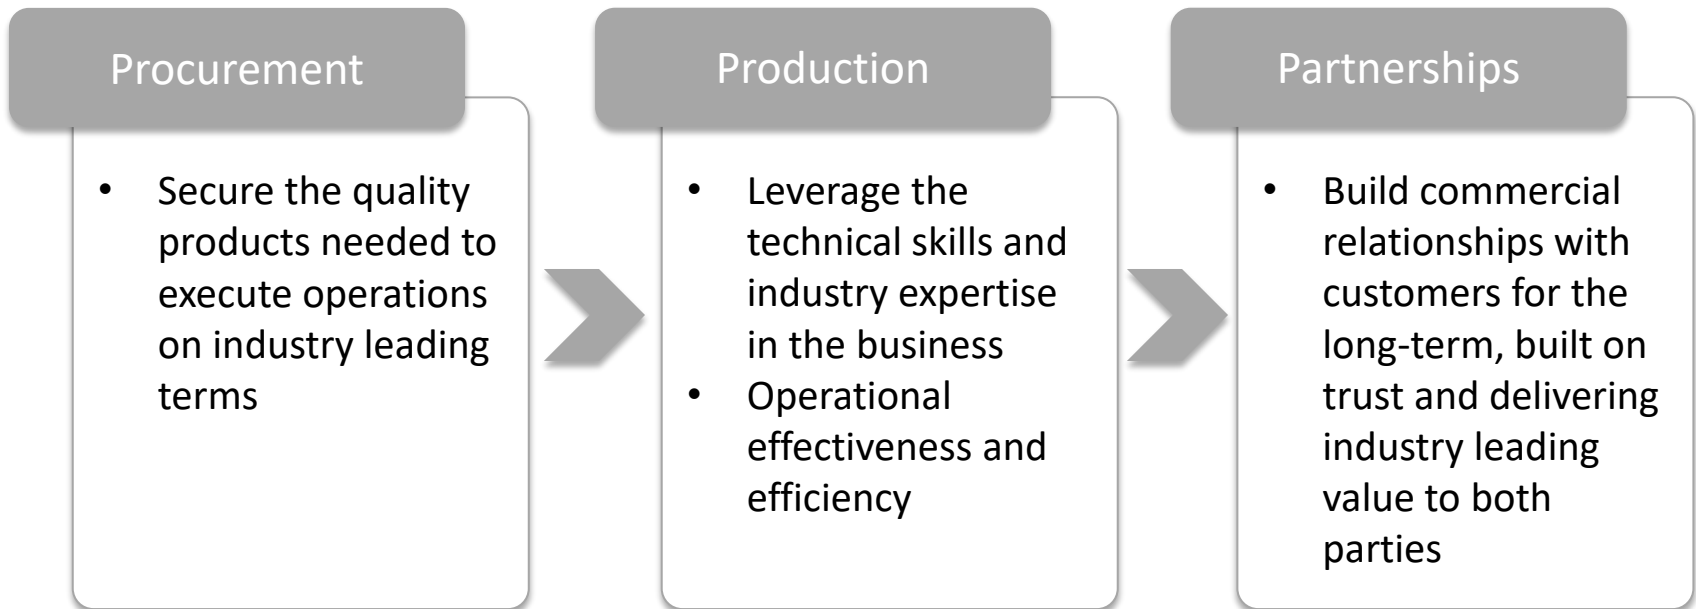 Procurement
• Secure the quality
products needed to
execute operations
on industry leading
terms
Production
• Leverage the
technical skills and
industry expertise
in the business
• Operational
effectiveness and
efficiency
Partnerships
• Build commercial
relationships with
customers for the
long-term, built on
trust and delivering
industry leading
value to both
parties